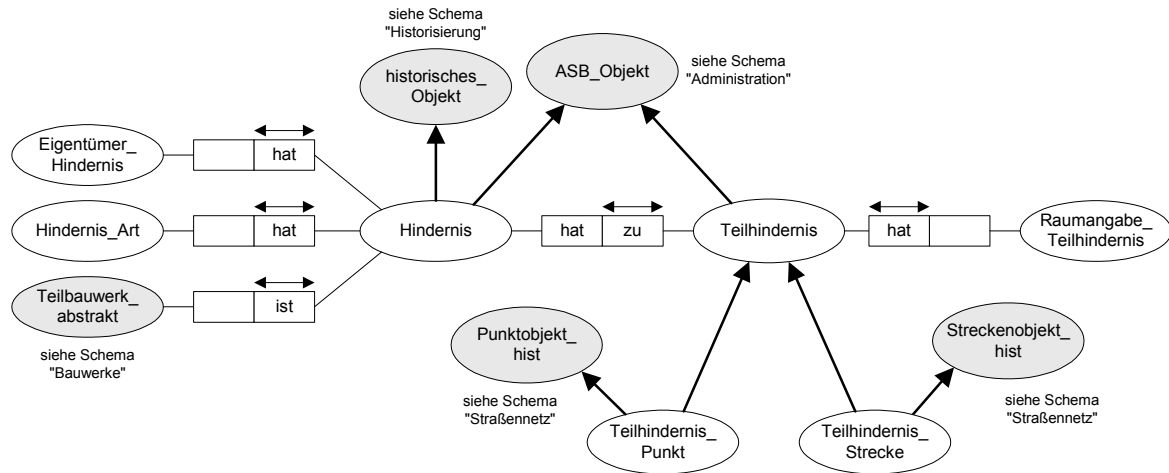 siehe Schema
"Historisierung"
historisches_
Objekt
ASB_Objekt
siehe Schema
"Administration"
Eigentümer_
Hindernis
hat
Hindernis_Art
hat
Hindernis
hat
zu
Teilhindernis
hat
Raumangabe_
Teilhindernis
Teilbauwerk_
abstrakt
ist
siehe Schema
"Bauwerke"
Punktobjekt_
hist
siehe Schema
"Straßennetz"
Streckenobjekt_
hist
siehe Schema
"Straßennetz"
Teilhindernis_
Punkt
Teilhindernis_
Strecke